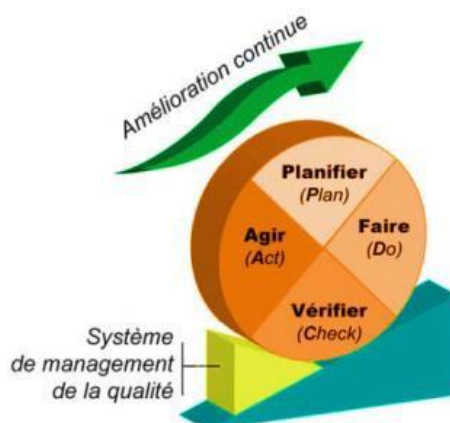 Amélioration continue
Planifier
(Plan)
Faire
(Do)
Agir
(Act)
Vérifier
(Check)
Système
de management
de la qualité